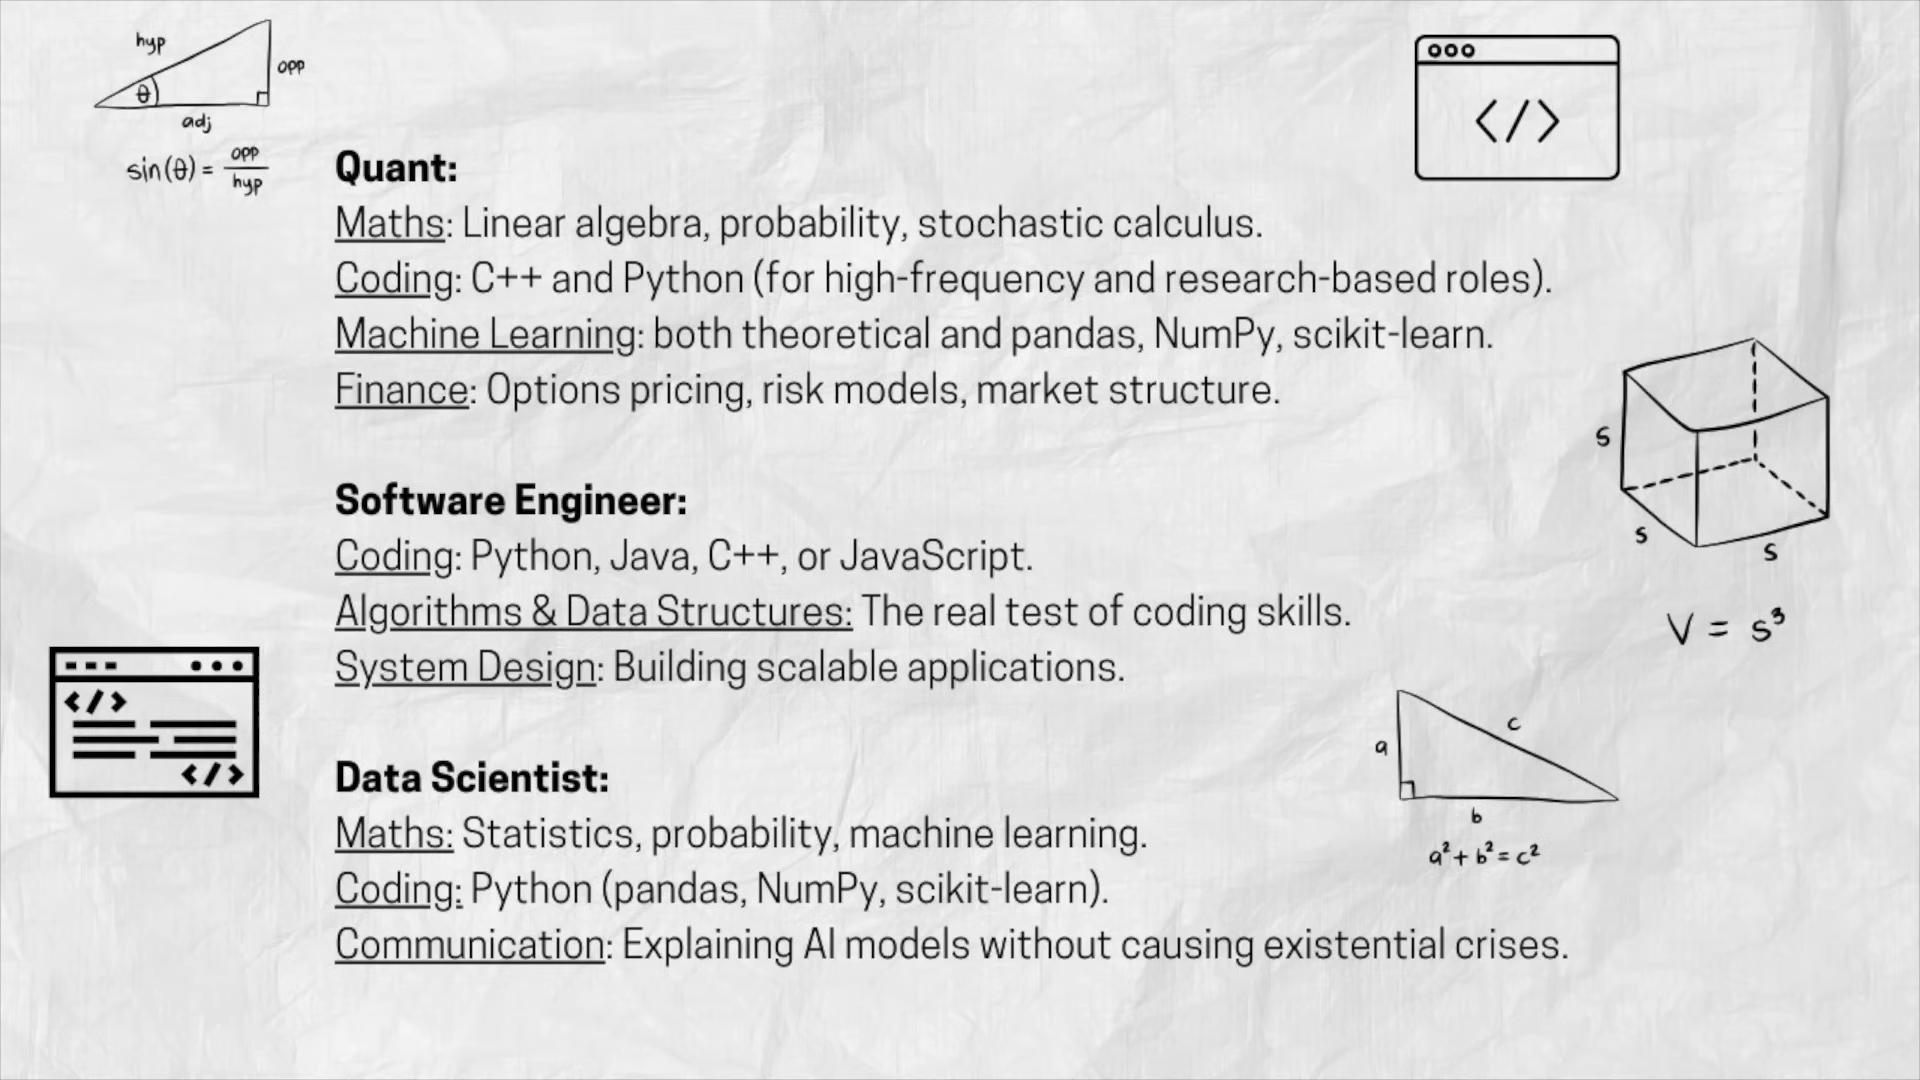 hyp
opp
θ
adj
sin(θ) = opp/hyp
</>
Quant:
Maths: Linear algebra, probability, stochastic calculus.
Coding: C++ and Python (for high-frequency and research-based roles).
Machine Learning: both theoretical and pandas, NumPy, scikit-learn.
Finance: Options pricing, risk models, market structure.
s
s
s
V = s³
Software Engineer:
Coding: Python, Java, C++, or JavaScript.
Algorithms & Data Structures: The real test of coding skills.
System Design: Building scalable applications.
</>
</>
a
c
b
a² + b² = c²
Data Scientist:
Maths: Statistics, probability, machine learning.
Coding: Python (pandas, NumPy, scikit-learn).
Communication: Explaining AI models without causing existential crises.